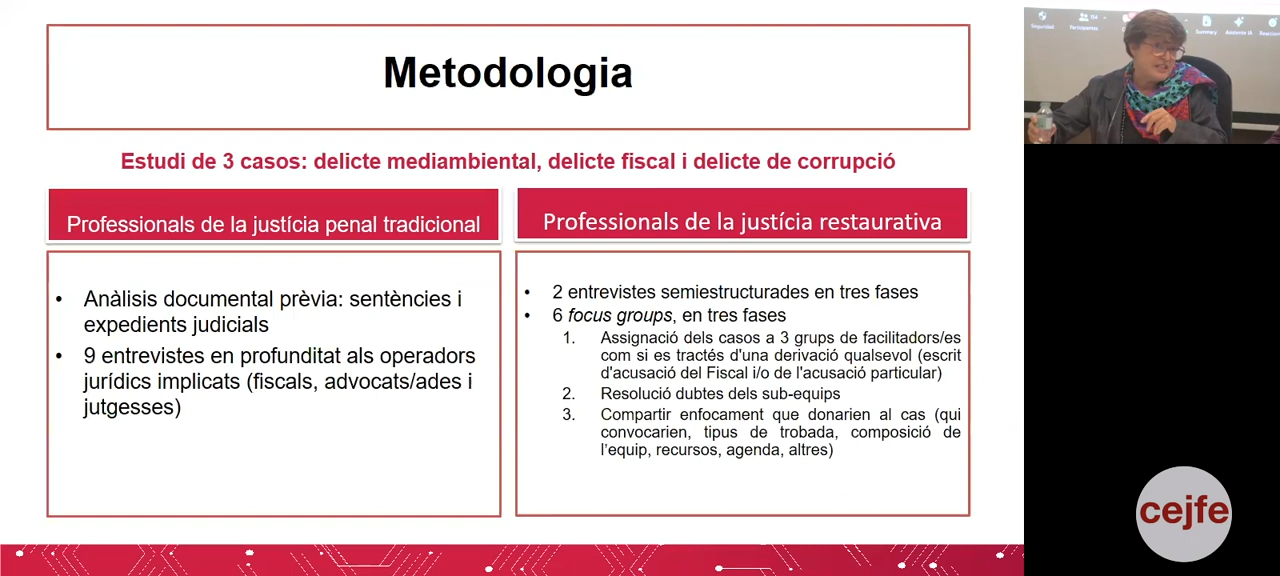 Metodologia
Estudi de 3 casos: delicte mediambiental, delicte fiscal i delicte de corrupció
Professionals de la justícia penal tradicional
• Anàlisis documental prèvia: sentències i
expedients judicials
• 9 entrevistes en profunditat als operadors
jurídics implicats (fiscals, advocats/ades i
jutgesses)
Professionals de la justícia restaurativa
• 2 entrevistes semiestructurades en tres fases
• 6 focus groups, en tres fases
1. Assignació dels casos a 3 grups de facilitadors/es
com si es tractés d'una derivació qualsevol (escrit
d'acusació del Fiscal i/o de l'acusació particular)
2. Resolució dubtes dels sub-equips
3. Compartir enfocament que donarien al cas (qui
convocarien, tipus de trobada, composició de
l'equip, recursos, agenda, altres)
Seguridad
Participantes
Summary
Asistente IA
cejfe